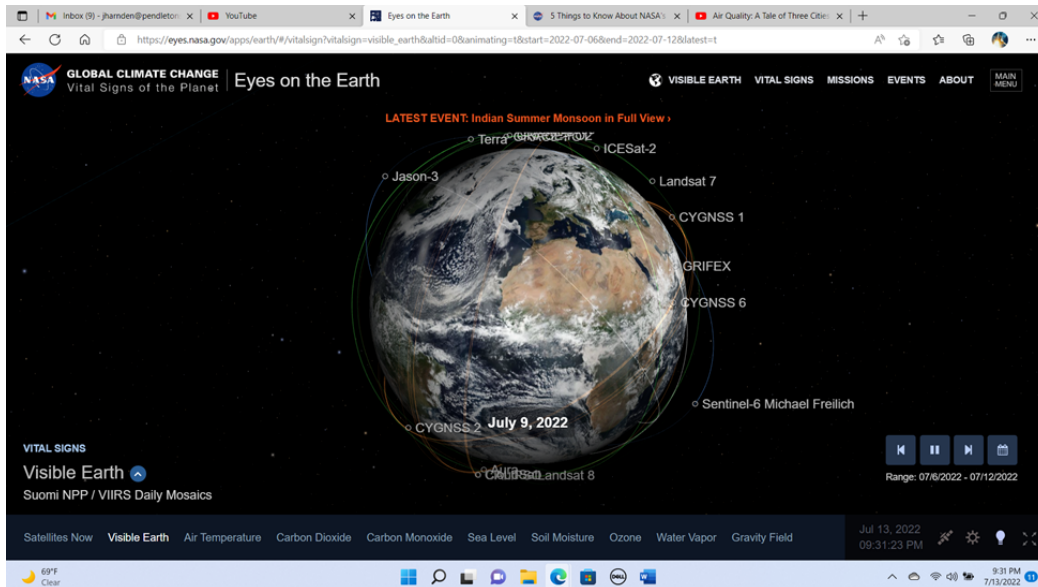 Inbox (9) - jharnden@pendleton
YouTube
Eyes on the Earth
5 Things to Know About NASA's
Air Quality: A Tale of Three Cities
https://eyes.nasa.gov/apps/earth/#/vitalsign?vitalsign=visible_earth&altid=0&animating=t&start=2022-07-06&end=2022-07-12&latest=t
NASA
GLOBAL CLIMATE CHANGE
Vital Signs of the Planet
Eyes on the Earth
VISIBLE EARTH
VITAL SIGNS
MISSIONS
EVENTS
ABOUT
MAIN
MENU
LATEST EVENT: Indian Summer Monsoon in Full View ›
Terra
ICESat-2
Jason-3
Landsat 7
CYGNSS 1
GRIFEX
CYGNSS 6
Sentinel-6 Michael Freilich
CYGNSS 2
July 9, 2022
Aura
Landsat 8
VITAL SIGNS
Visible Earth
Suomi NPP / VIIRS Daily Mosaics
Range: 07/6/2022 - 07/12/2022
Satellites Now
Visible Earth
Air Temperature
Carbon Dioxide
Carbon Monoxide
Sea Level
Soil Moisture
Ozone
Water Vapor
Gravity Field
Jul 13, 2022
09:31:23 PM
69°F
Clear
DELL
9:31 PM
7/13/2022
11